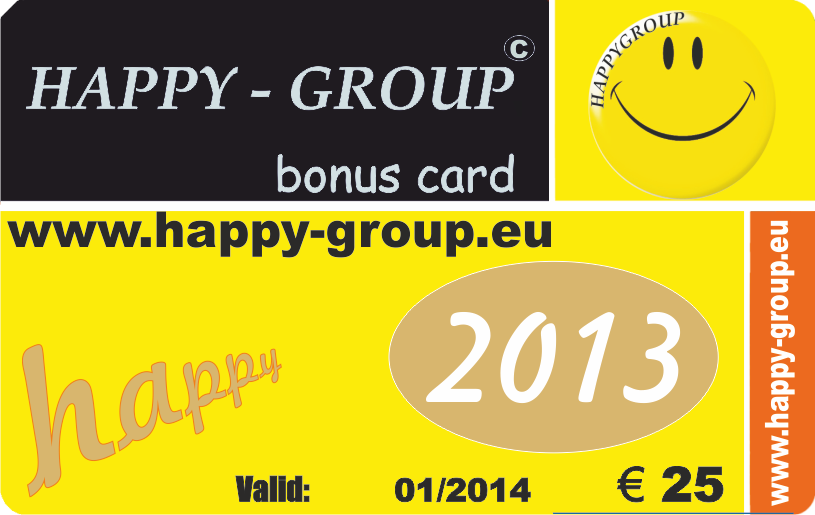 HAPPY - GROUP ©
bonus card
HAPPYGROUP
www.happy-group.eu
2013
happy
Valid: 01/2014 € 25
www.happy-group.eu